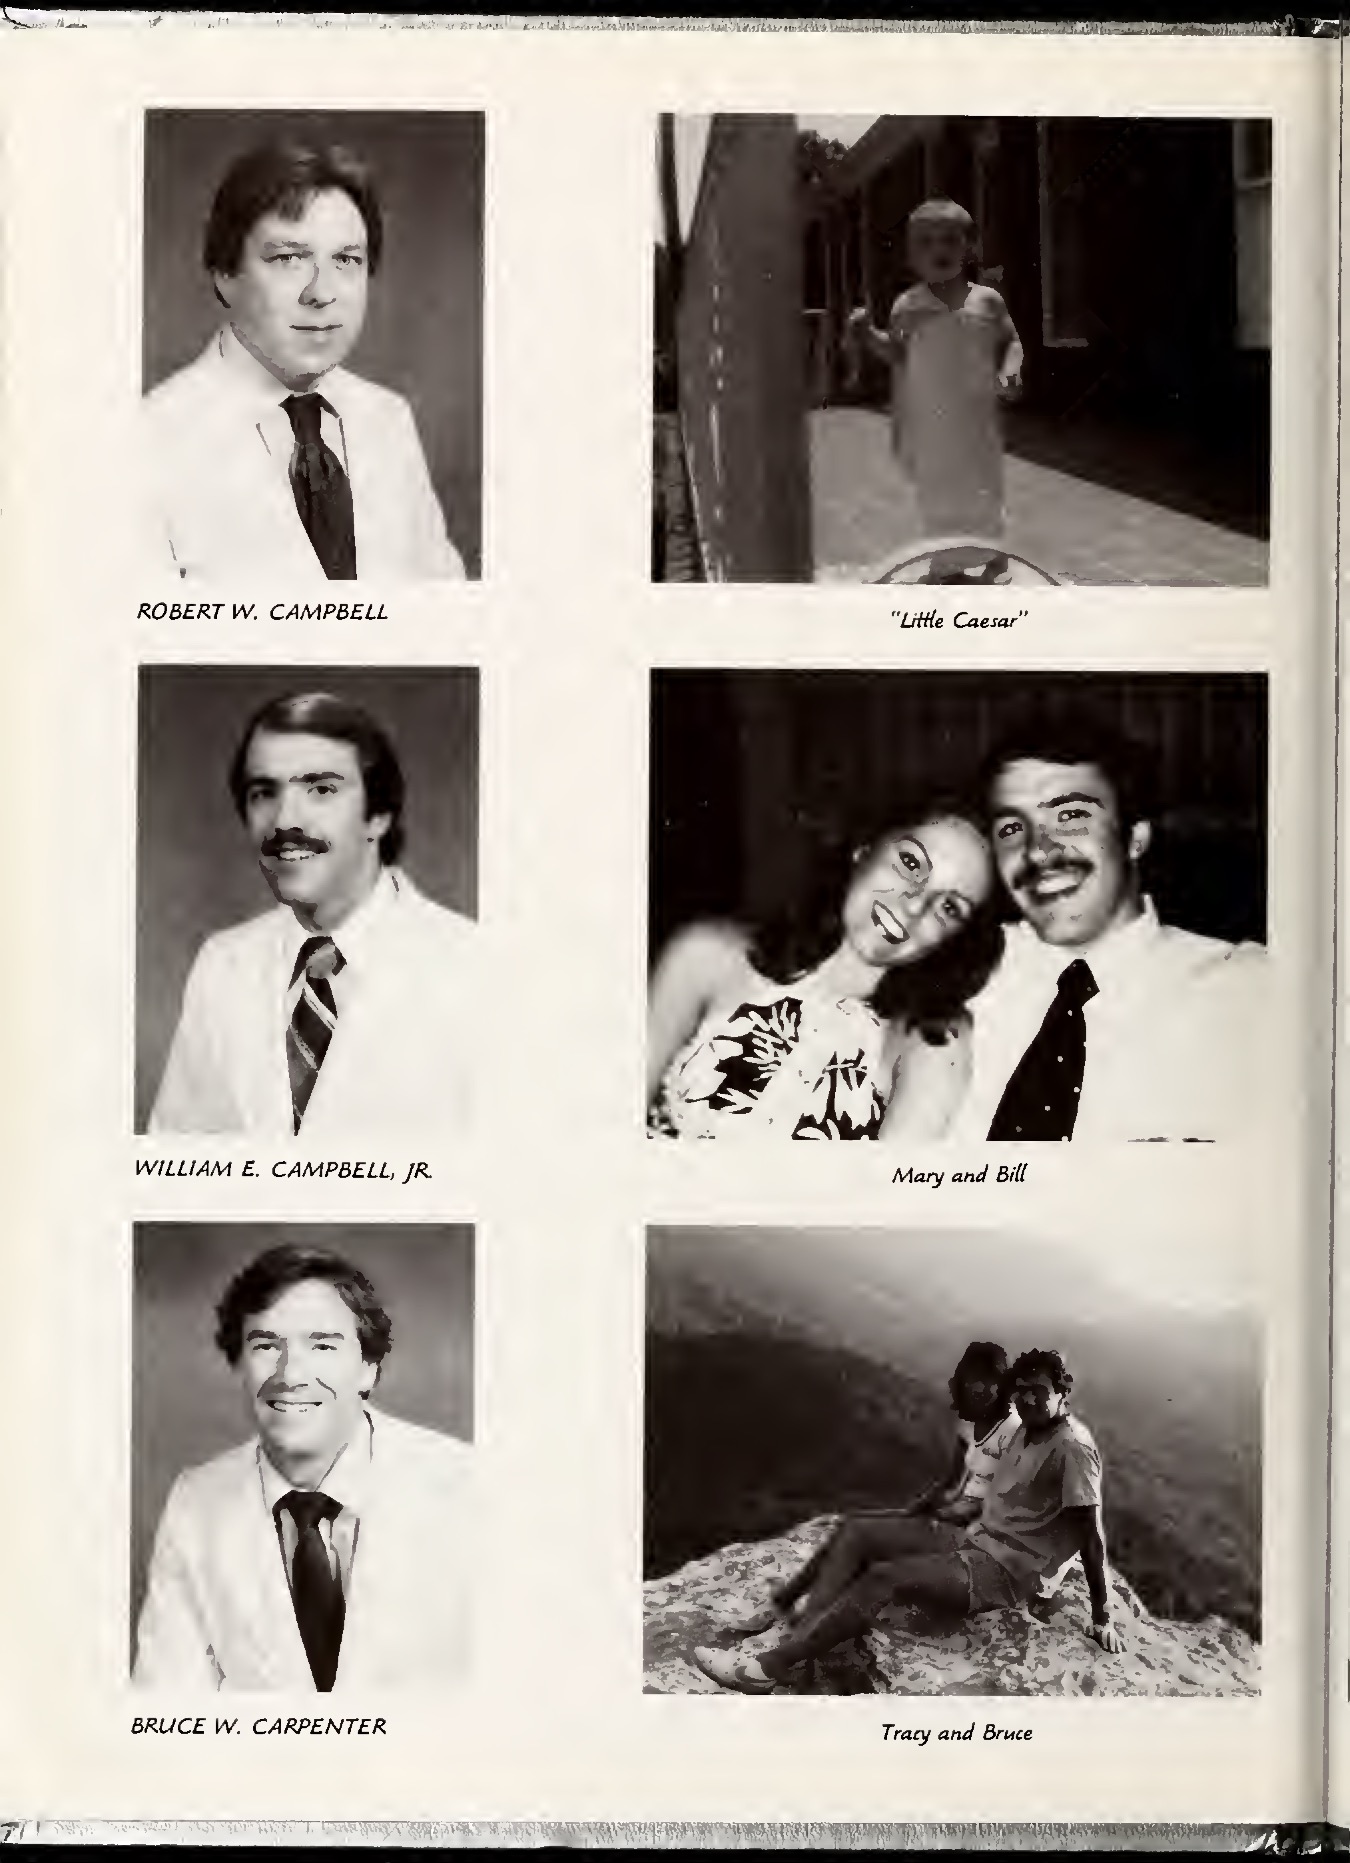 ROBERT W. CAMPBELL
"Little Caesar"
WILLIAM E. CAMPBELL, JR.
Mary and Bill
BRUCE W. CARPENTER
Tracy and Bruce